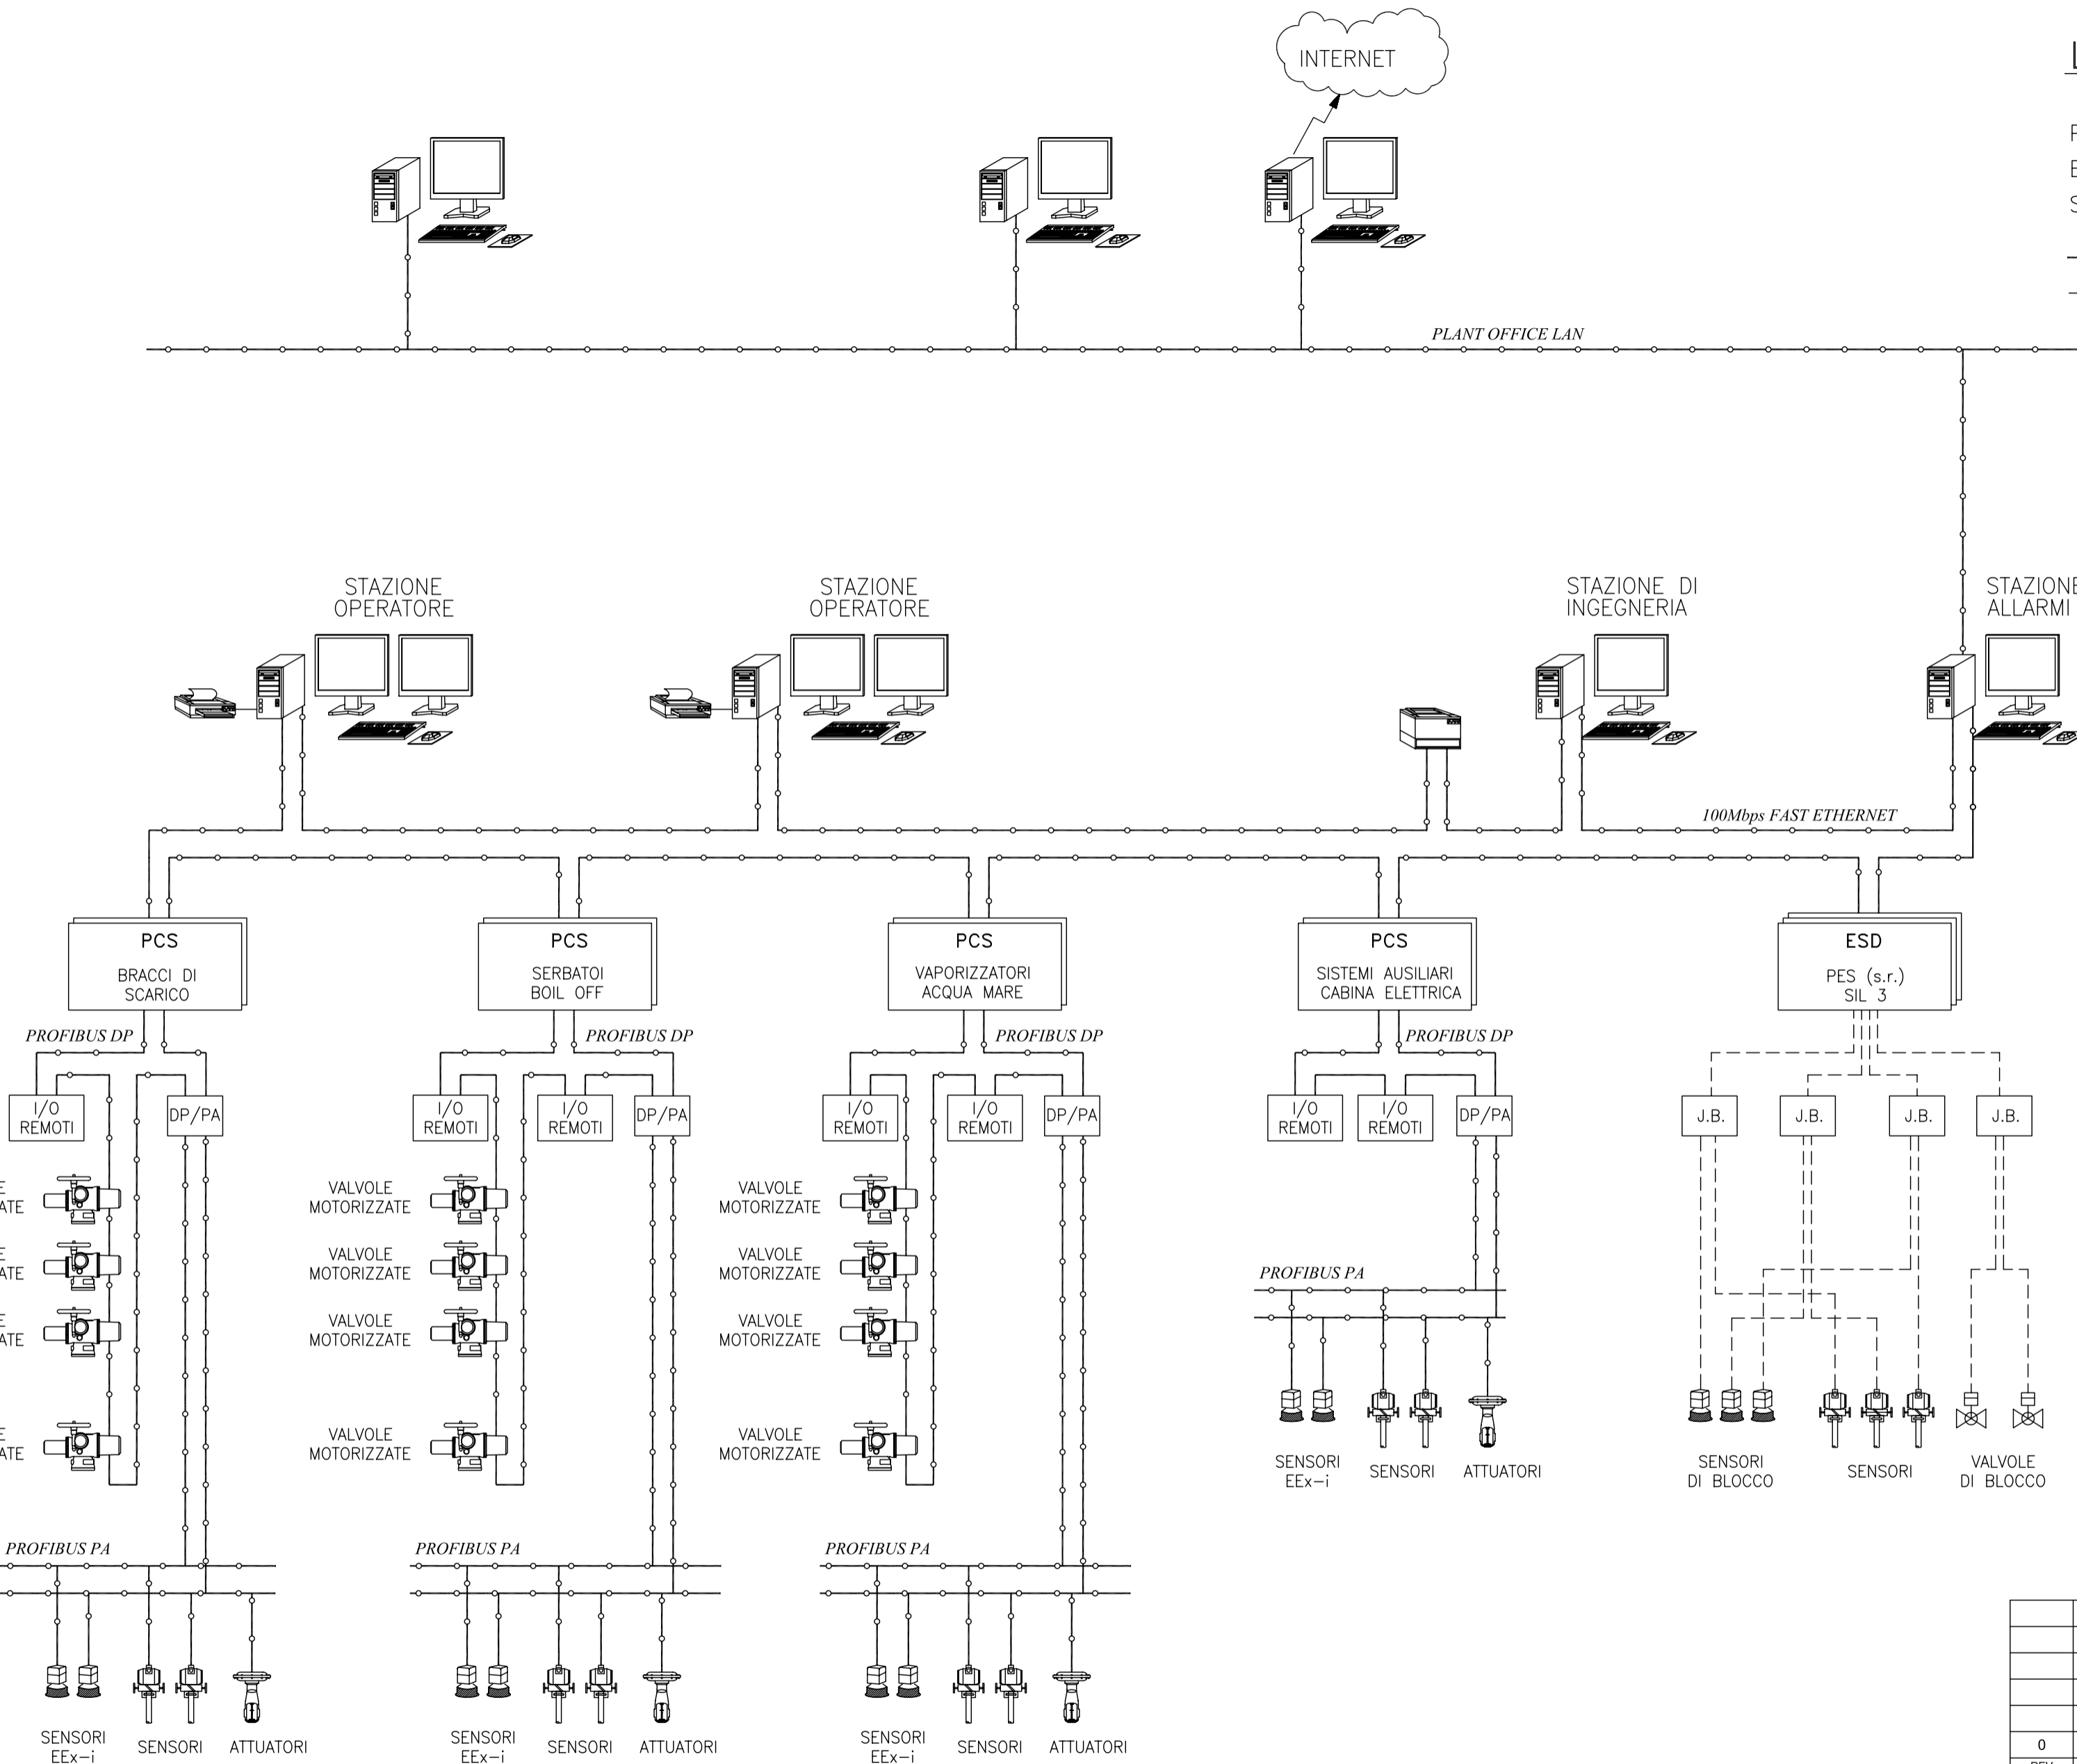 INTERNET
PLANT OFFICE LAN
STAZIONE
OPERATORE
STAZIONE
OPERATORE
STAZIONE DI
INGEGNERIA
STAZIONE
ALLARMI
100Mbps FAST ETHERNET
PCS
BRACCI DI
SCARICO
PCS
SERBATOI
BOIL OFF
PCS
VAPORIZZATORI
ACQUA MARE
PCS
SISTEMI AUSILIARI
CABINA ELETTRICA
ESD
PES (s.r.)
SIL 3
PROFIBUS DP
PROFIBUS DP
PROFIBUS DP
PROFIBUS DP
I/O
REMOTI
DP/PA
I/O
REMOTI
I/O
REMOTI
DP/PA
I/O
REMOTI
I/O
REMOTI
DP/PA
I/O
REMOTI
I/O
REMOTI
DP/PA
J.B.
J.B.
J.B.
J.B.
VALVOLE
MOTORIZZATE
VALVOLE
MOTORIZZATE
VALVOLE
MOTORIZZATE
VALVOLE
MOTORIZZATE
VALVOLE
MOTORIZZATE
VALVOLE
MOTORIZZATE
VALVOLE
MOTORIZZATE
VALVOLE
MOTORIZZATE
PROFIBUS PA
SENSORI
EEx-i
SENSORI
ATTUATORI
SENSORI
DI BLOCCO
SENSORI
VALVOLE
DI BLOCCO
PROFIBUS PA
PROFIBUS PA
PROFIBUS PA
SENSORI
EEx-i
SENSORI
ATTUATORI
SENSORI
EEx-i
SENSORI
ATTUATORI
SENSORI
EEx-i
SENSORI
ATTUATORI
0